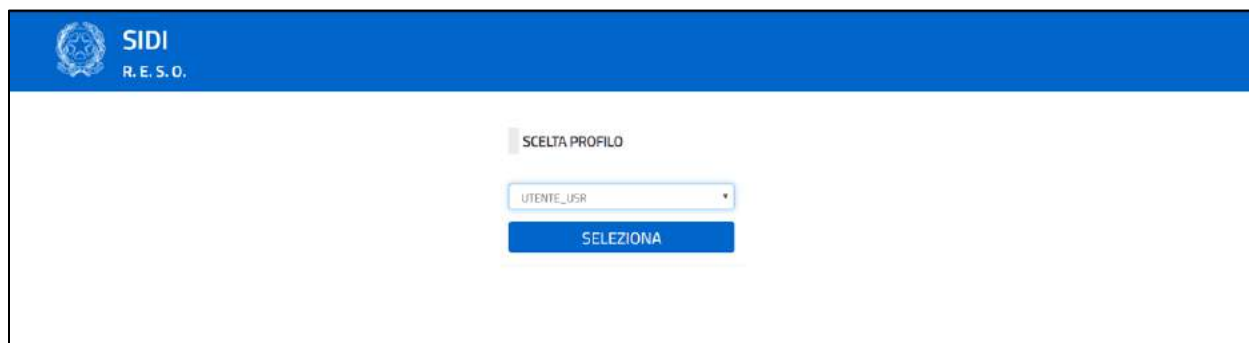 SIDI
R. E. S. O.
SCELTA PROFILO
UTENTE_USR
SELEZIONA